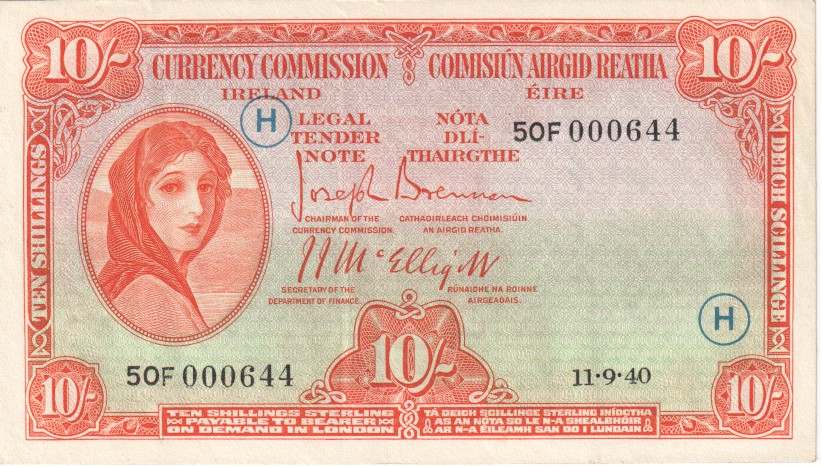 10/-
10/-
CURRENCY COMMISSION
COIMISIÚN AIRGID REATHA
IRELAND
ÉIRE
H
LEGAL TENDER NOTE
NÓTA DLÍ-THAIRGTHE
50F 000644
Joseph Brennan
CHAIRMAN OF THE CURRENCY COMMISSION.
CATHAOIRLEACH CHOIMISIÚIN AN AIRGID REATHA.
J J McElligott
SECRETARY OF THE DEPARTMENT OF FINANCE.
RÚNAIDHE NA ROINNE AIRGEADAIS.
TEN SHILLINGS
DEICH SCILLINGE
H
50F 000644
10/-
11·9·40
10/-
10/-
TEN SHILLINGS STERLING
PAYABLE TO BEARER
ON DEMAND IN LONDON
TÁ DEICH SCILLINGE STERLING INÍOCTHA
AS AN NÓTA SO LE N-A SHEALBHÓIR
AR N-A ÉILEAMH SAN DO I LUNDAIN